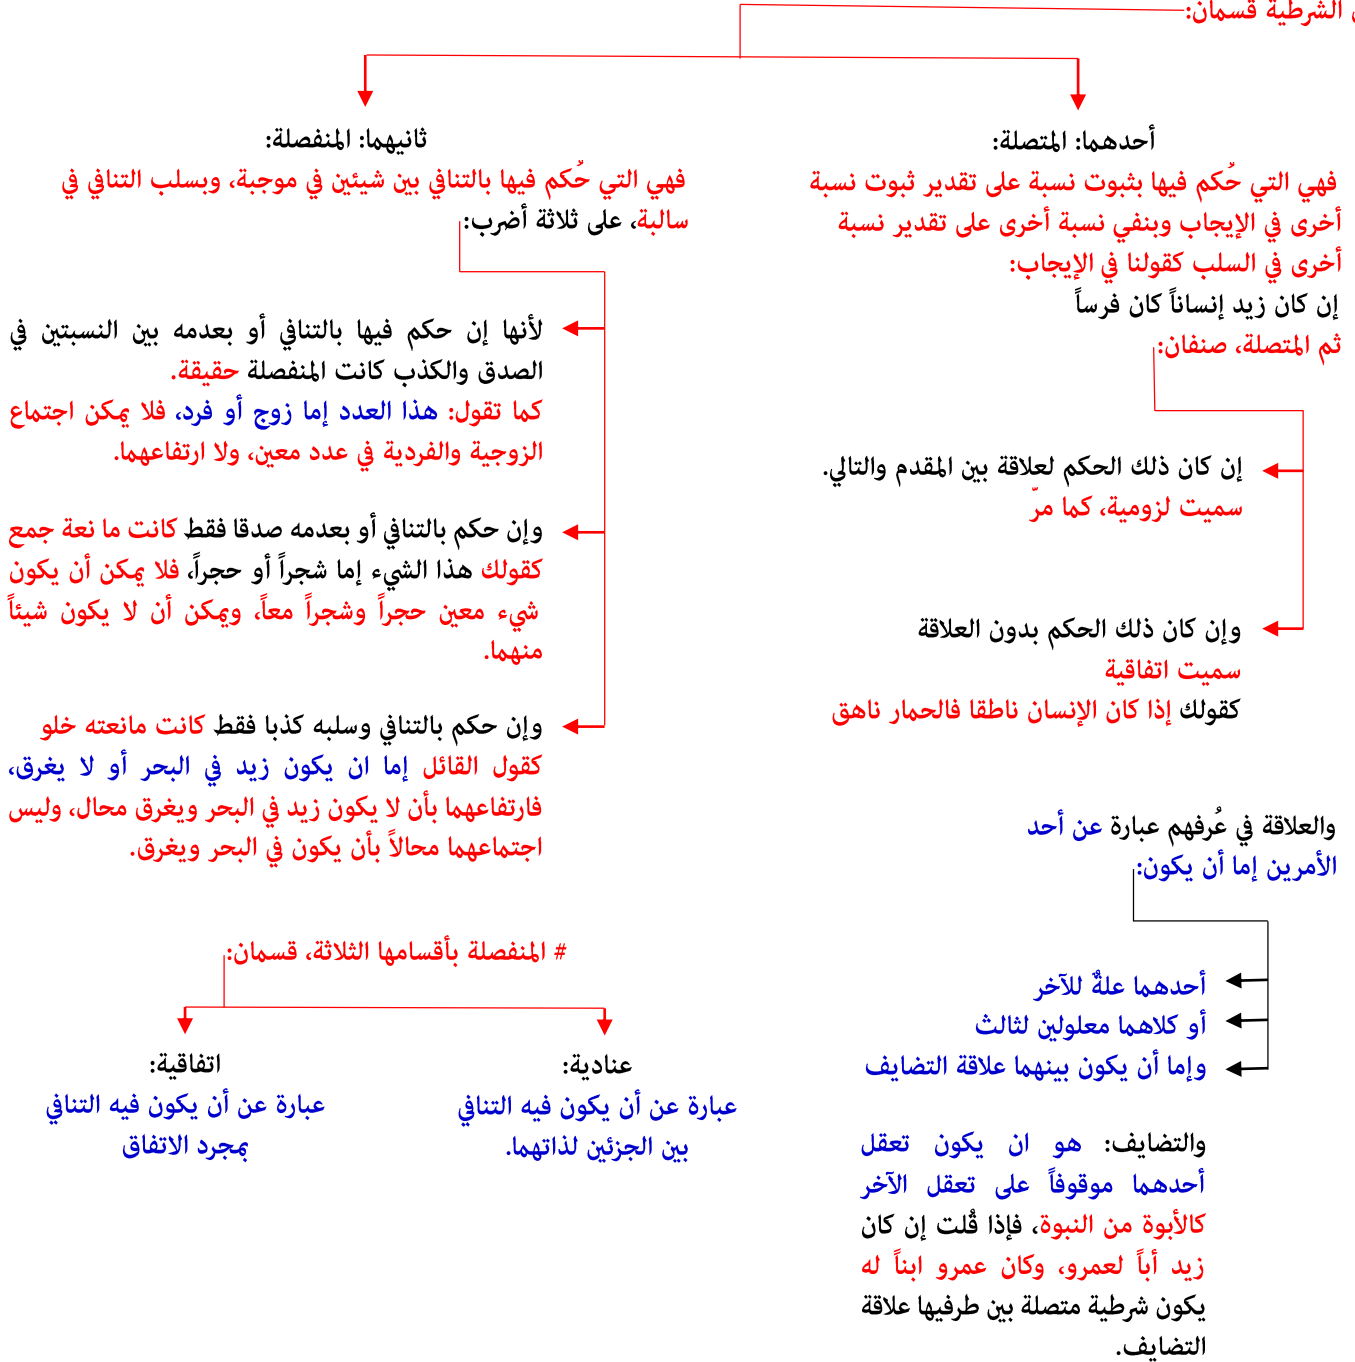 الشرطية قسمان:
أحدهما: المتصلة:
فهي التي حُكم فيها بثبوت نسبة على تقدير ثبوت نسبة
أخرى في الإيجاب وبنفي نسبة أخرى على تقدير نسبة
أخرى في السلب كقولنا في الإيجاب:
إن كان زيد إنساناً كان فرساً
ثم المتصلة، صنفان:
إن كان ذلك الحكم لعلاقة بين المقدم والتالي.
سميت لزومية، كما مرّ
وإن كان ذلك الحكم بدون العلاقة
سميت اتفاقية
كقولك إذا كان الإنسان ناطقا فالحمار ناهق
والعلاقة في عُرفهم عبارة عن أحد
الأمرين إما أن يكون:
أحدهما علةٌ للآخر
أو كلاهما معلولين لثالث
وإما أن يكون بينهما علاقة التضايف
والتضايف: هو ان يكون تعقل
أحدهما موقوفاً على تعقل الآخر
كالأبوة من النبوة، فإذا قُلت إن كان
زيد أباً لعمرو، وكان عمرو ابناً له
يكون شرطية متصلة بين طرفيها علاقة
التضايف.
ثانيهما: المنفصلة:
فهي التي حُكم فيها بالتنافي بين شيئين في موجبة، وبسلب التنافي في
سالبة، على ثلاثة أضرب:
لأنها إن حكم فيها بالتنافي أو بعدمه بين النسبتين في
الصدق والكذب كانت المنفصلة حقيقة.
كما تقول: هذا العدد إما زوج أو فرد، فلا يمكن اجتماع
الزوجية والفردية في عدد معين، ولا ارتفاعهما.
وإن حكم بالتنافي أو بعدمه صدقا فقط كانت ما نعة جمع
كقولك هذا الشيء إما شجراً أو حجراً، فلا يمكن أن يكون
شيء معين حجراً وشجراً معاً، ويمكن أن لا يكون شيئاً
منهما.
وإن حكم بالتنافي وسلبه كذبا فقط كانت مانعته خلو
كقول القائل إما ان يكون زيد في البحر أو لا يغرق،
فارتفاعهما بأن لا يكون زيد في البحر ويغرق محال، وليس
اجتماعهما محالاً بأن يكون في البحر ويغرق.
# المنفصلة بأقسامها الثلاثة، قسمان:
عنادية:
عبارة عن أن يكون فيه التنافي
بين الجزئين لذاتهما.
اتفاقية:
عبارة عن أن يكون فيه التنافي
بمجرد الاتفاق